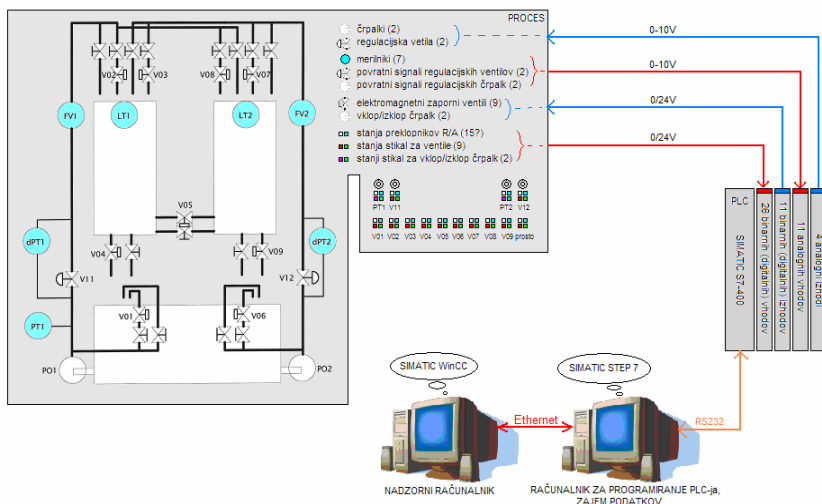 PROCES
črpalki (2)
regulacijska vetila (2)
merilniki (7)
povratni signali regulacijskih ventilov (2)
povratni signali regulacijskih črpalk (2)
elektromagnetni zaporni ventili (9)
vklop/izklop črpalk (2)
stanja preklopnikov R/A (15?)
stanja stikal za ventile (9)
stanji stikal za vklop/izklop črpalk (2)
0-10V
0-10V
0/24V
0/24V
V02
V03
V08
V07
FV1
LT1
LT2
FV2
V05
dPT1
dPT2
V04
V09
V11
V12
PT1
V01
V06
PO1
PO2
PT1
V11
PT2
V12
V01
V02
V03
V04
V05
V06
V07
V08
V09
prosto
PLC
SIMATIC S7-400
26 binarnih (digitalnih) vhodov
11 binarnih (digitalnih) izhodov
11 analognih vhodov
4 analogni izhodi
SIMATIC WinCC
SIMATIC STEP 7
Ethernet
RS232
NADZORNI RAČUNALNIK
RAČUNALNIK ZA PROGRAMIRANJE PLC-ja,
ZAJEM PODATKOV